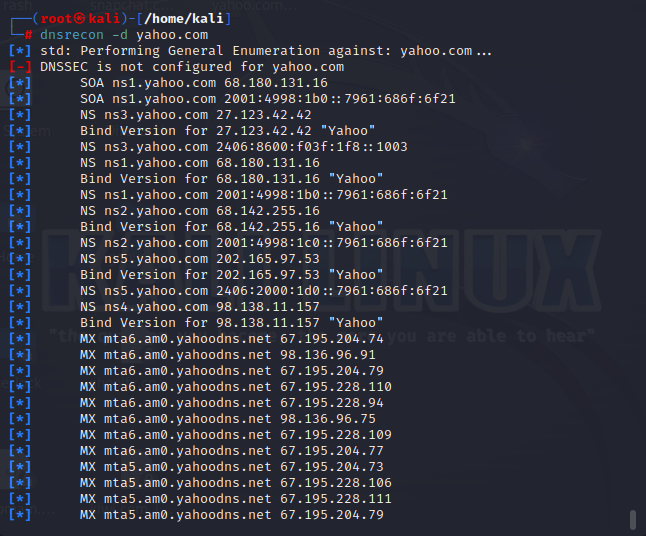 rash snapchat.c... yahoo.com...
┌──(root㉿kali)-[/home/kali]
└─# dnsrecon -d yahoo.com
[*] std: Performing General Enumeration against: yahoo.com...
[-] DNSSEC is not configured for yahoo.com
[*] SOA ns1.yahoo.com 68.180.131.16
[*] SOA ns1.yahoo.com 2001:4998:1b0::7961:686f:6f21
[*] NS ns3.yahoo.com 27.123.42.42
[*] Bind Version for 27.123.42.42 "Yahoo"
[*] NS ns3.yahoo.com 2406:8600:f03f:1f8::1003
[*] NS ns1.yahoo.com 68.180.131.16
[*] Bind Version for 68.180.131.16 "Yahoo"
[*] NS ns1.yahoo.com 2001:4998:1b0::7961:686f:6f21
[*] NS ns2.yahoo.com 68.142.255.16
[*] Bind Version for 68.142.255.16 "Yahoo"
[*] NS ns2.yahoo.com 2001:4998:1c0::7961:686f:6f21
[*] NS ns5.yahoo.com 202.165.97.53
[*] Bind Version for 202.165.97.53 "Yahoo"
[*] NS ns5.yahoo.com 2406:2000:1d0::7961:686f:6f21
[*] NS ns4.yahoo.com 98.138.11.157
[*] Bind Version for 98.138.11.157 "Yahoo"
[*] MX mta6.am0.yahoodns.net 67.195.204.74
[*] MX mta6.am0.yahoodns.net 98.136.96.91
[*] MX mta6.am0.yahoodns.net 67.195.204.79
[*] MX mta6.am0.yahoodns.net 67.195.228.110
[*] MX mta6.am0.yahoodns.net 67.195.228.94
[*] MX mta6.am0.yahoodns.net 98.136.96.75
[*] MX mta6.am0.yahoodns.net 67.195.228.109
[*] MX mta6.am0.yahoodns.net 67.195.204.77
[*] MX mta5.am0.yahoodns.net 67.195.204.73
[*] MX mta5.am0.yahoodns.net 67.195.228.106
[*] MX mta5.am0.yahoodns.net 67.195.228.111
[*] MX mta5.am0.yahoodns.net 67.195.204.79
KALI LINUX
you are able to hear"